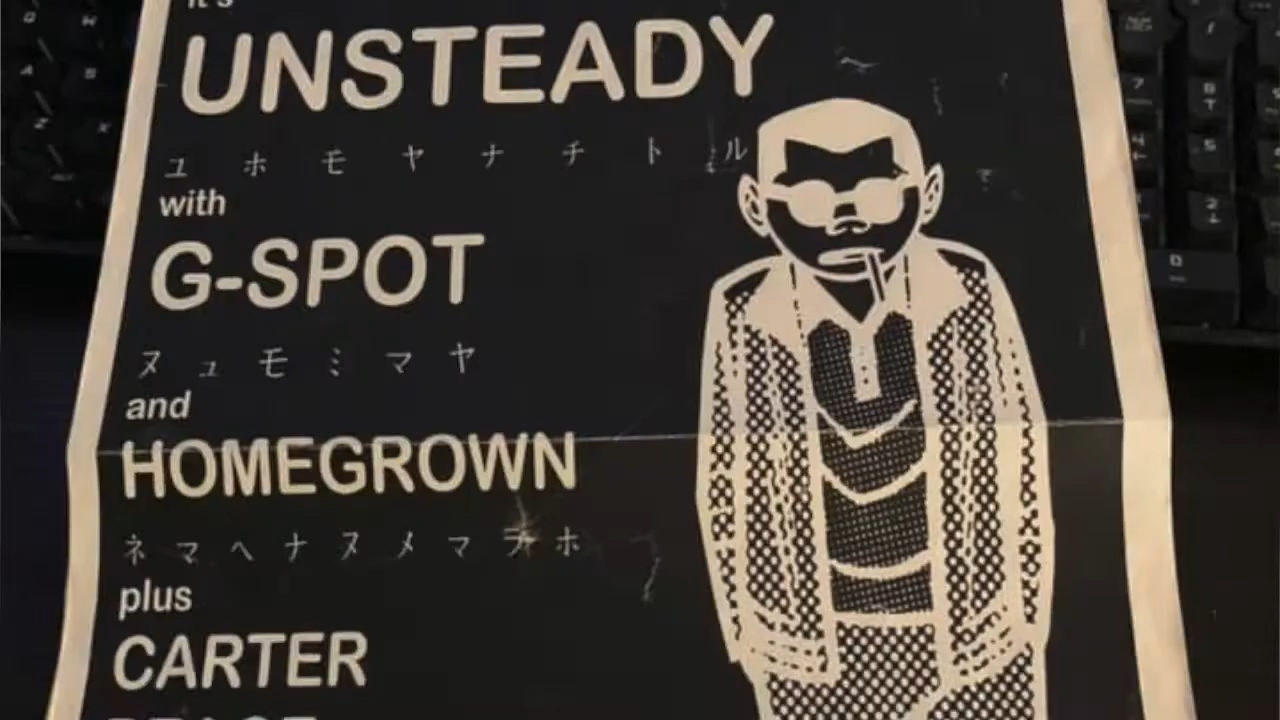 it's
UNSTEADY
ユ ホ モ ヤ ナ チ ト ル
with
G-SPOT
ヌ ュ モ ミ マ ヤ
and
HOMEGROWN
ネ マ ヘ ナ ヌ メ マ ラ ホ
plus
CARTER